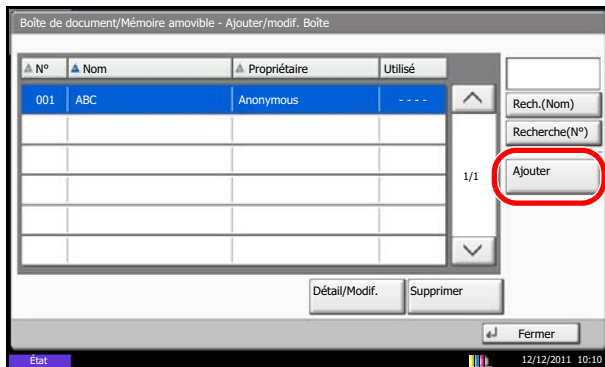 Boîte de document/Mémoire amovible - Ajouter/modif. Boîte
N° Nom Propriétaire Utilisé
001 ABC Anonymous - - - -
Rech.(Nom)
Recherche(N°)
1/1
Ajouter
Détail/Modif. Supprimer
Fermer
État 12/12/2011 10:10